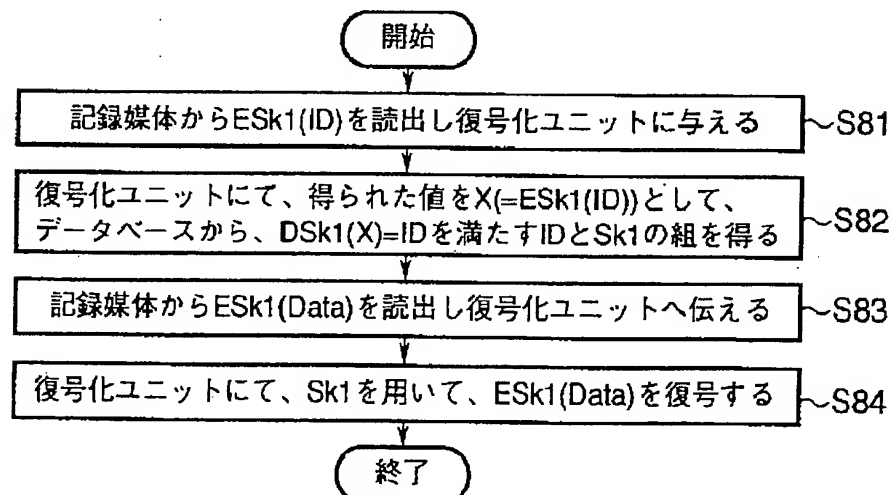 開始
記録媒体からESk1(ID)を読出し復号化ユニットに与える ～S81
復号化ユニットにて、得られた値をX(=ESk1(ID))として、
データベースから、DSk1(X)=IDを満たすIDとSk1の組を得る ～S82
記録媒体からESk1(Data)を読出し復号化ユニットへ伝える ～S83
復号化ユニットにて、Sk1を用いて、ESk1(Data)を復号する ～S84
終了